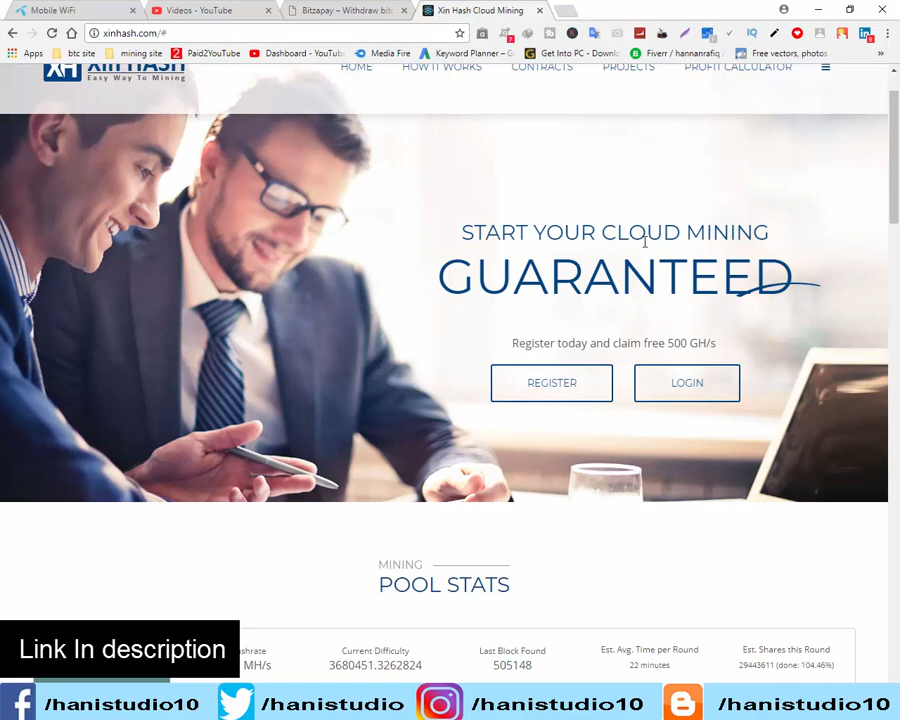 Mobile WiFi
Videos - YouTube
Bitzapay – Withdraw bitc
Xin Hash Cloud Mining
xinhash.com/#
Apps
btc site
mining site
Paid2YouTube
Dashboard - YouTub
Media Fire
Keyword Planner –
Get Into PC - Downlo
Fiverr / hannanrafiq /
Free vectors, photos
Xin HASH
Easy Way To Mining
HOME
HOW IT WORKS
CONTRACTS
PROJECTS
PROFIT CALCULATOR
START YOUR CLOUD MINING
GUARANTEED
Register today and claim free 500 GH/s
REGISTER
LOGIN
MINING
POOL STATS
Current Difficulty
Last Block Found
Est. Avg. Time per Round
Est. Shares this Round
MH/s
3680451.3262824
505148
22 minutes
29443611 (done: 104.46%)
Link In description
/hanistudio10
/hanistudio
/hanistudio10
/hanistudio10